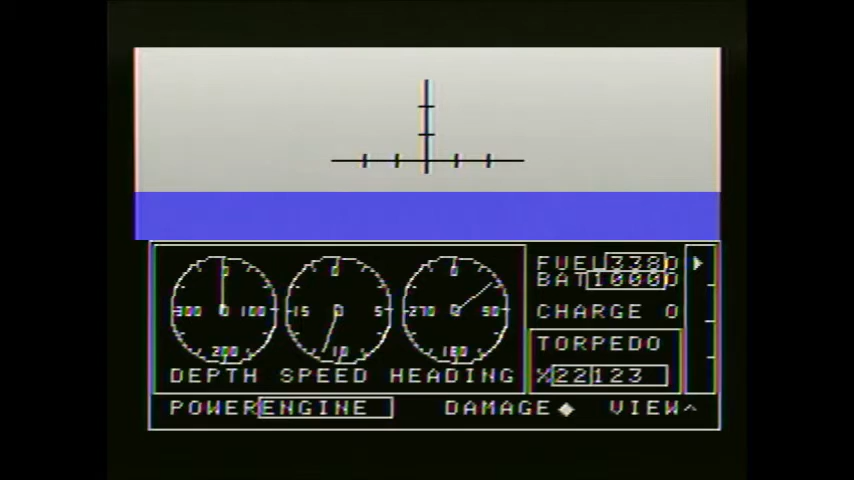 FUEL 3380
BAT 1000
CHARGE 0
0 0 0
300 100 15 5 270 90
200 10 180
TORPEDO
DEPTH SPEED HEADING
X22 123
POWER ENGINE DAMAGE VIEW